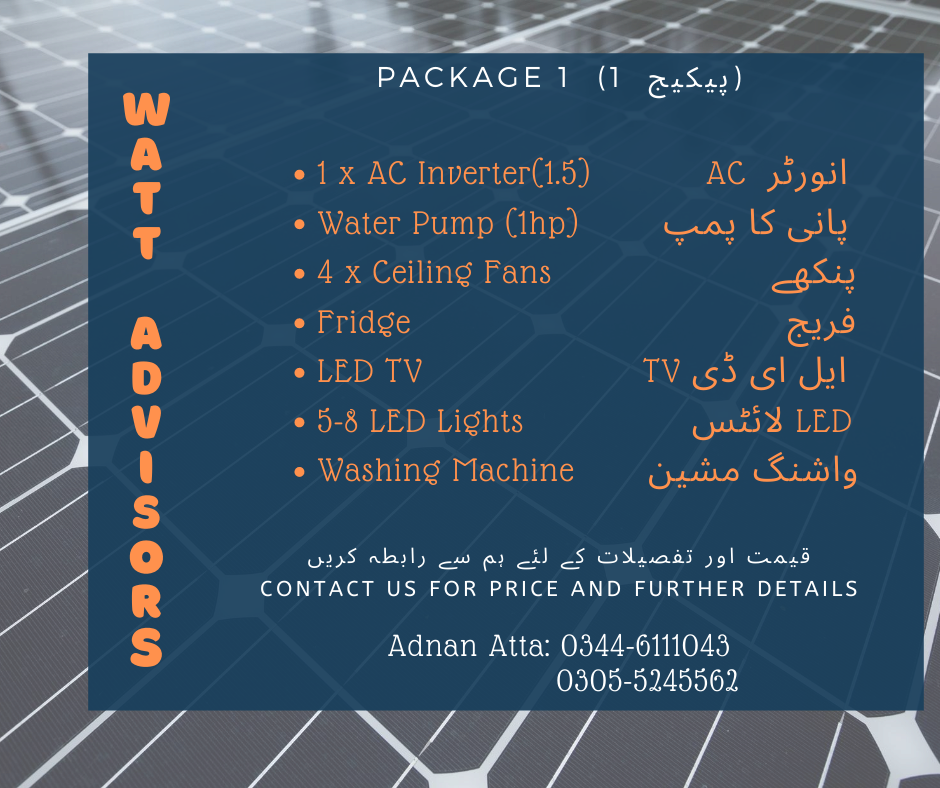 WATT ADVISORS
PACKAGE 1 (پیکیج 1)
• 1 x AC Inverter(1.5) انورٹر AC
• Water Pump (1hp) پانی کا پمپ
• 4 x Ceiling Fans پنکھے
• Fridge فریج
• LED TV ایل ای ڈی TV
• 5-8 LED Lights LED لائٹس
• Washing Machine واشنگ مشین
قیمت اور تفصیلات کے لئے ہم سے رابطہ کریں
CONTACT US FOR PRICE AND FURTHER DETAILS
Adnan Atta: 0344-6111043
0305-5245562